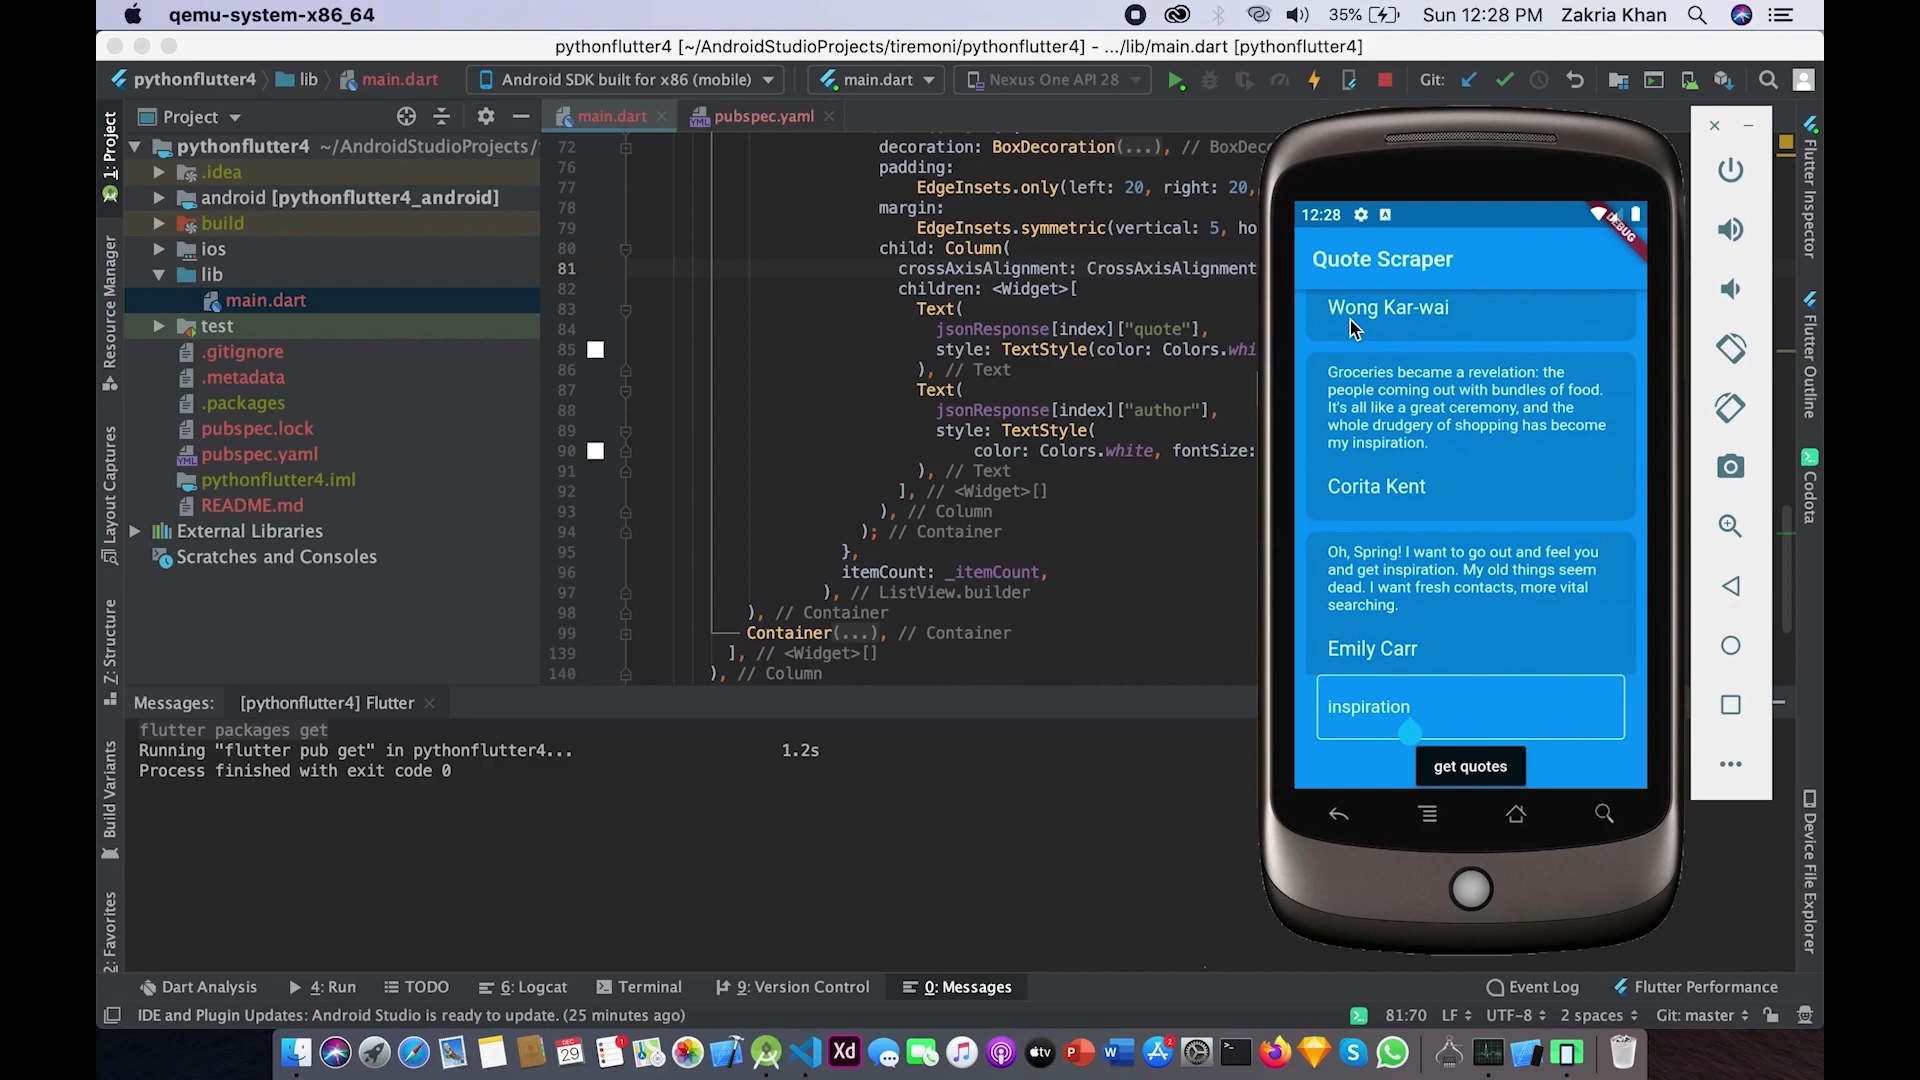 qemu-system-x86_64
35%
Sun 12:28 PM
Zakria Khan
pythonflutter4 [~/AndroidStudioProjects/tiremoni/pythonflutter4] - .../lib/main.dart [pythonflutter4]
pythonflutter4
lib
main.dart
Android SDK built for x86 (mobile)
main.dart
Nexus One API 28
Git:
Project
main.dart
pubspec.yaml
pythonflutter4 ~/AndroidStudioProjects/
.idea
android [pythonflutter4_android]
build
ios
lib
main.dart
test
.gitignore
.metadata
.packages
pubspec.lock
pubspec.yaml
pythonflutter4.iml
README.md
External Libraries
Scratches and Consoles
1: Project
Resource Manager
Layout Captures
Z: Structure
Build Variants
2: Favorites
72 decoration: BoxDecoration(...), // BoxDec
76 padding:
77 EdgeInsets.only(left: 20, right: 20,
78 margin:
79 EdgeInsets.symmetric(vertical: 5, ho
80 child: Column(
81 crossAxisAlignment: CrossAxisAlignment
82 children: <Widget>[
83 Text(
84 jsonResponse[index]["quote"],
85 style: TextStyle(color: Colors.whi
86 ), // Text
87 Text(
88 jsonResponse[index]["author"],
89 style: TextStyle(
90 color: Colors.white, fontSize:
91 ), // Text
92 ], // <Widget>[]
93 ), // Column
94 ); // Container
95 },
96 itemCount: _itemCount,
97 ), // ListView.builder
98 ), // Container
99 Container(...), // Container
139 ], // <Widget>[]
140 ), // Column
12:28
DEBUG
Quote Scraper
Wong Kar-wai
Groceries became a revelation: the
people coming out with bundles of food.
It's all like a great ceremony, and the
whole drudgery of shopping has become
my inspiration.
Corita Kent
Oh, Spring! I want to go out and feel you
and get inspiration. My old things seem
dead. I want fresh contacts, more vital
searching.
Emily Carr
inspiration
get quotes
Flutter Inspector
Flutter Outline
Codota
Device File Explorer
Messages:
[pythonflutter4] Flutter
flutter packages get
Running "flutter pub get" in pythonflutter4... 1.2s
Process finished with exit code 0
Dart Analysis
4: Run
TODO
6: Logcat
Terminal
9: Version Control
0: Messages
Event Log
Flutter Performance
IDE and Plugin Updates: Android Studio is ready to update. (25 minutes ago)
81:70
LF
UTF-8
2 spaces
Git: master
DEC
29
1
Xd
tv
P
W
2
S